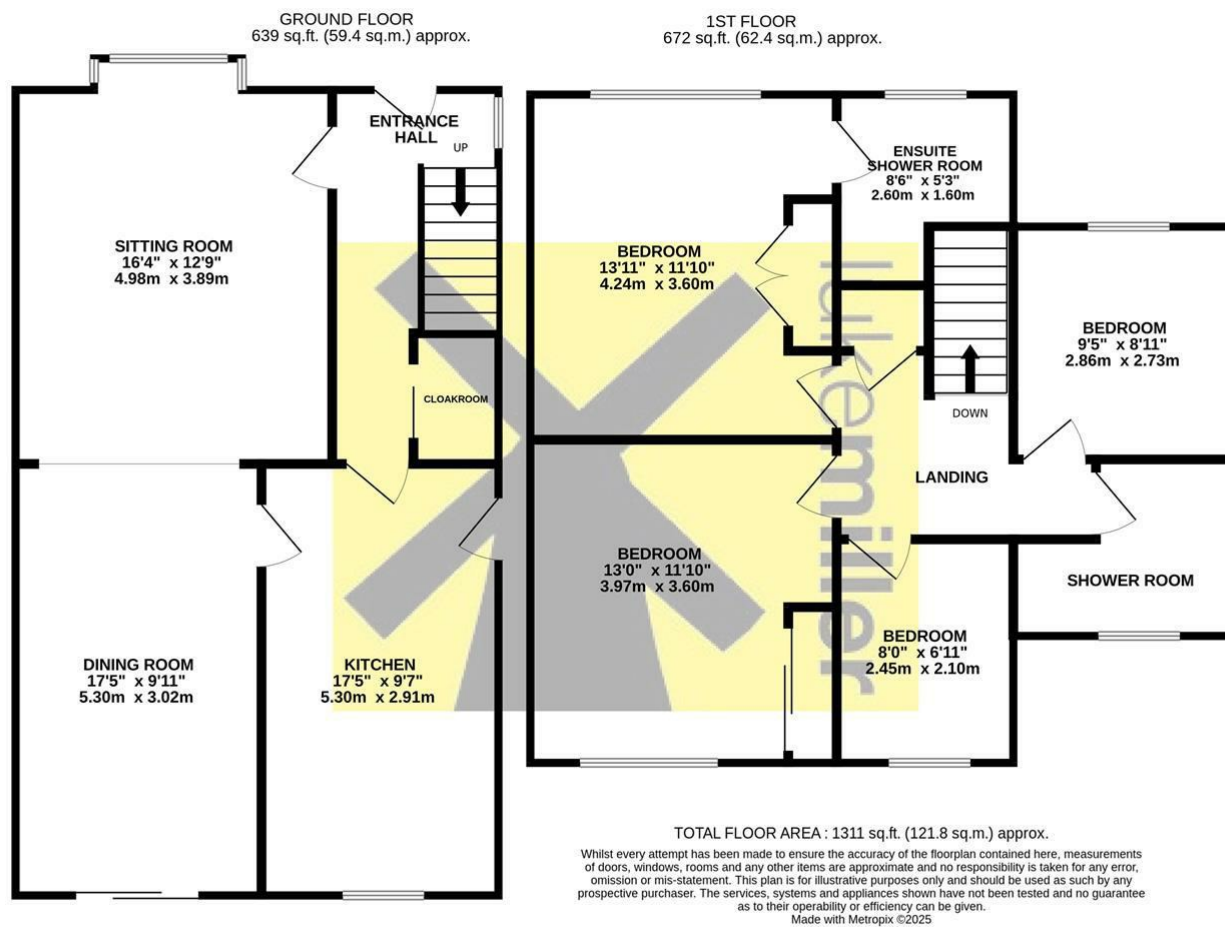 GROUND FLOOR
639 sq.ft. (59.4 sq.m.) approx.
1ST FLOOR
672 sq.ft. (62.4 sq.m.) approx.
ENTRANCE
HALL
UP
SITTING ROOM
16'4" x 12'9"
4.98m x 3.89m
CLOAKROOM
DINING ROOM
17'5" x 9'11"
5.30m x 3.02m
KITCHEN
17'5" x 9'7"
5.30m x 2.91m
ENSUITE
SHOWER ROOM
8'6" x 5'3"
2.60m x 1.60m
BEDROOM
13'11" x 11'10"
4.24m x 3.60m
BEDROOM
9'5" x 8'11"
2.86m x 2.73m
DOWN
LANDING
BEDROOM
13'0" x 11'10"
3.97m x 3.60m
SHOWER ROOM
BEDROOM
8'0" x 6'11"
2.45m x 2.10m
lukemiller
TOTAL FLOOR AREA : 1311 sq.ft. (121.8 sq.m.) approx.
Whilst every attempt has been made to ensure the accuracy of the floorplan contained here, measurements
of doors, windows, rooms and any other items are approximate and no responsibility is taken for any error,
omission or mis-statement. This plan is for illustrative purposes only and should be used as such by any
prospective purchaser. The services, systems and appliances shown have not been tested and no guarantee
as to their operability or efficiency can be given.
Made with Metropix ©2025